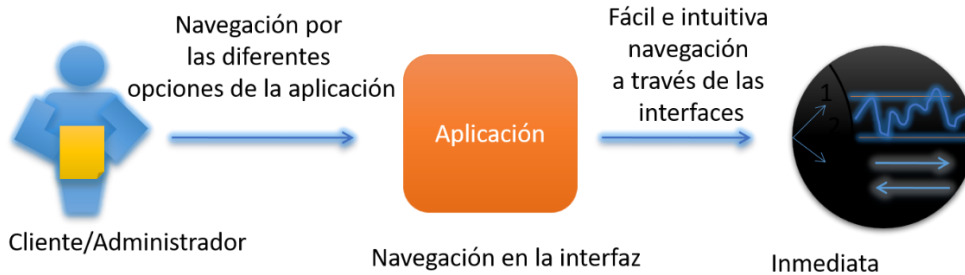 Navegación por
las diferentes
opciones de la aplicación
Fácil e intuitiva
navegación
a través de las
interfaces
Aplicación
1
2
Cliente/Administrador
Navegación en la interfaz
Inmediata